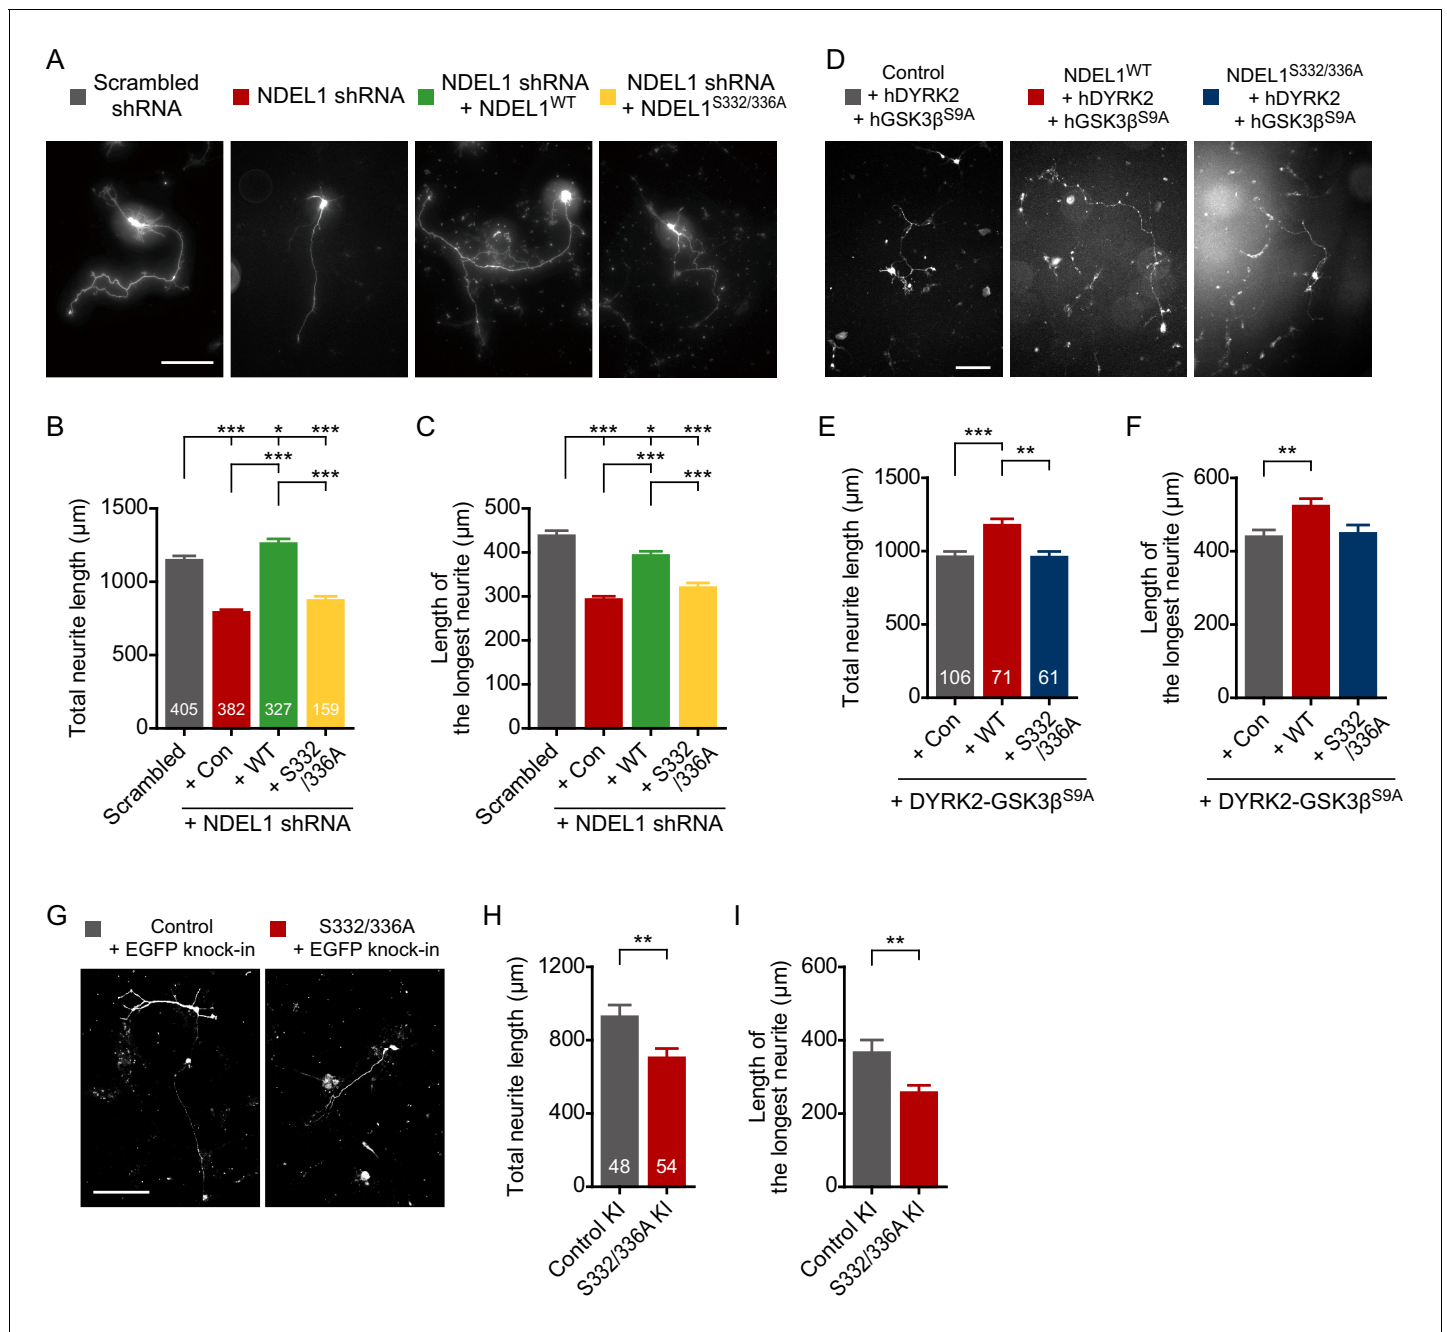 A
Scrambled
shRNA
NDEL1 shRNA
NDEL1 shRNA
+ NDEL1WT
NDEL1 shRNA
+ NDEL1S332/336A
D
Control
+ hDYRK2
+ hGSK3βS9A
NDEL1WT
+ hDYRK2
+ hGSK3βS9A
NDEL1S332/336A
+ hDYRK2
+ hGSK3βS9A
B
*** * ***
***
***
Total neurite length (μm)
1500
1000
500
0
405 382 327 159
Scrambled
+ Con
+ WT
+ S332
/336A
+ NDEL1 shRNA
C
*** * ***
***
***
Length of
the longest neurite (μm)
500
400
300
200
100
0
Scrambled
+ Con
+ WT
+ S332
/336A
+ NDEL1 shRNA
E
***
**
Total neurite length (μm)
1500
1000
500
0
106 71 61
+ Con
+ WT
+ S332
/336A
+ DYRK2-GSK3βS9A
F
**
Length of
the longest neurite (μm)
600
400
200
0
+ Con
+ WT
+ S332
/336A
+ DYRK2-GSK3βS9A
G
Control
+ EGFP knock-in
S332/336A
+ EGFP knock-in
H
**
Total neurite length (μm)
1200
800
400
0
48 54
Control KI
S332/336A KI
I
**
Length of
the longest neurite (μm)
600
400
200
0
Control KI
S332/336A KI